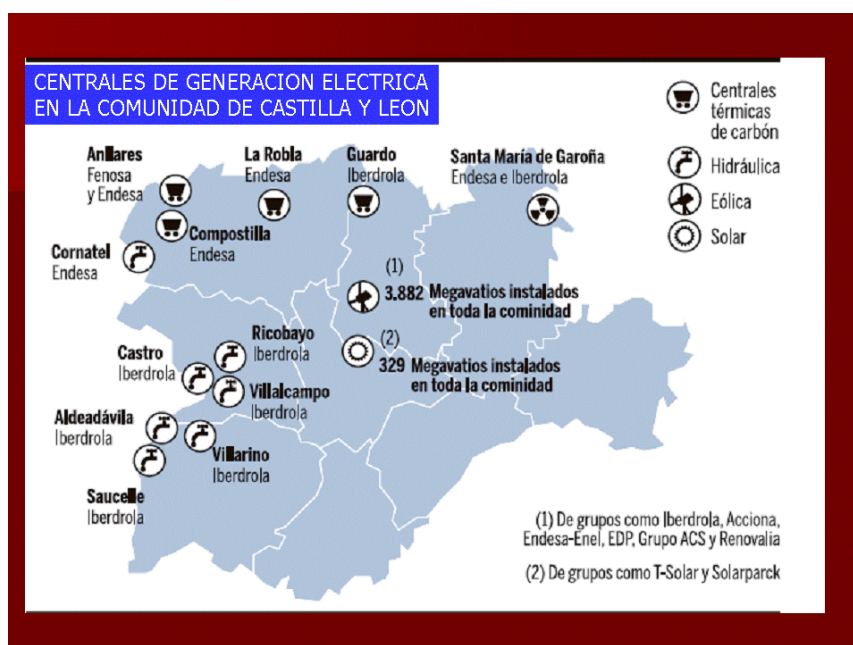 CENTRALES DE GENERACION ELECTRICA
EN LA COMUNIDAD DE CASTILLA Y LEON
Centrales
térmicas
de carbón
Hidráulica
Eólica
Solar
Anllares
Fenosa
y Endesa
La Robla
Endesa
Guardo
Iberdrola
Santa María de Garoña
Endesa e Iberdrola
Compostilla
Endesa
Cornatel
Endesa
(1)
3.882 Megavatios instalados
en toda la cominidad
(2)
329 Megavatios instalados
en toda la cominidad
Ricobayo
Iberdrola
Castro
Iberdrola
Villalcampo
Iberdrola
Aldeadávila
Iberdrola
Villarino
Iberdrola
Saucelle
Iberdrola
(1) De grupos como Iberdrola, Acciona,
Endesa-Enel, EDP, Grupo ACS y Renovalia
(2) De grupos como T-Solar y Solarparck